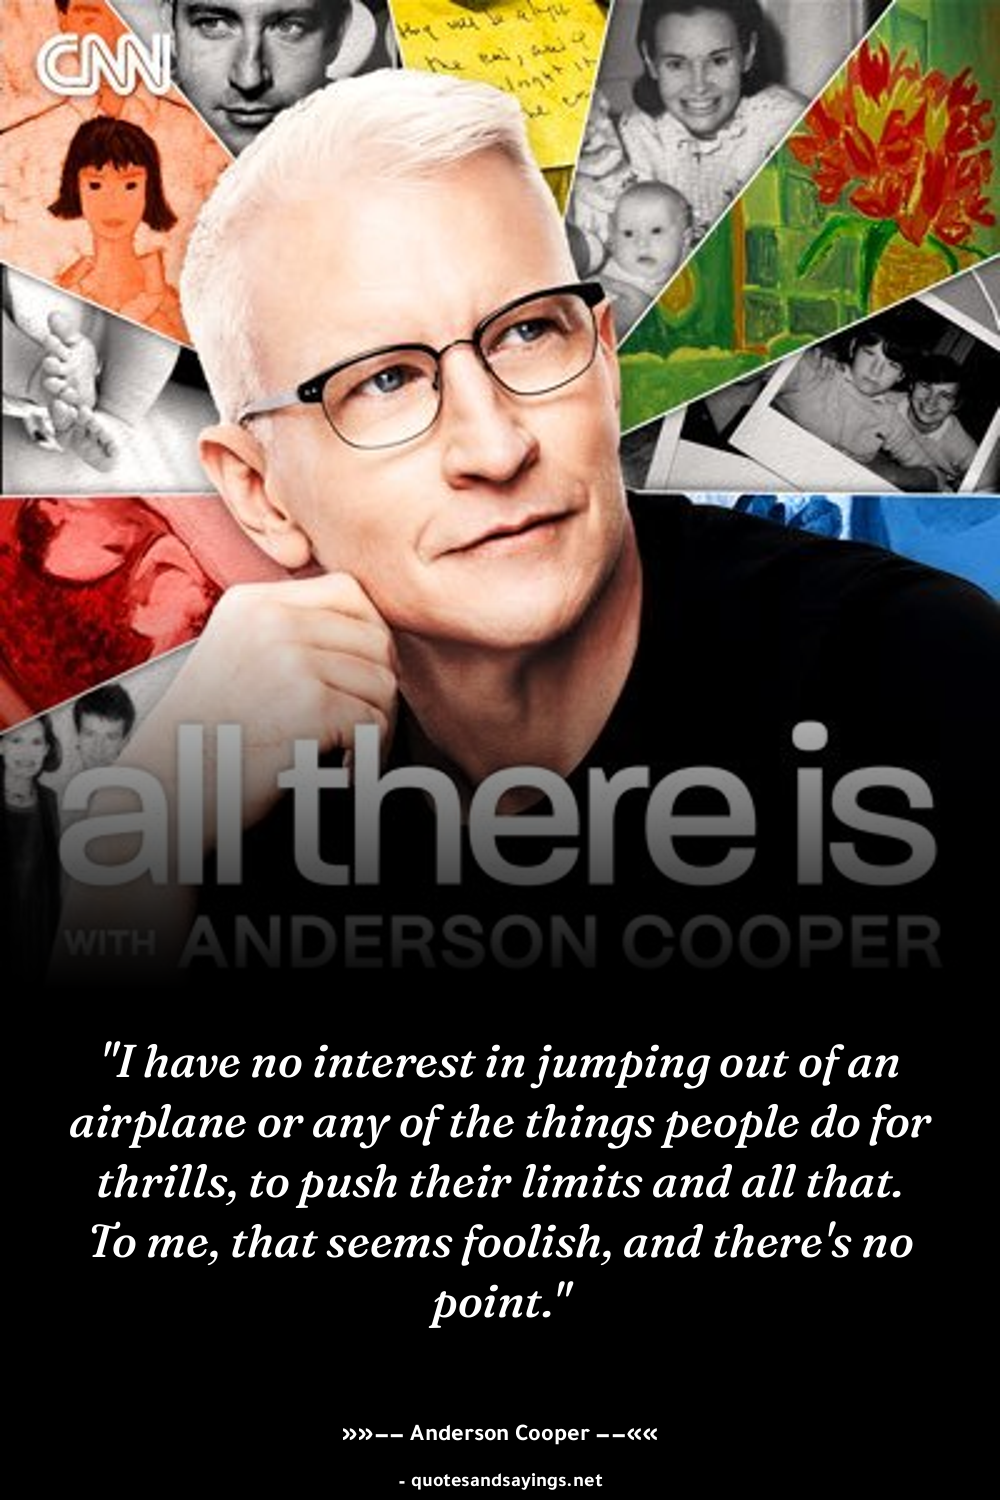 CNN
all there is
WITH ANDERSON COOPER
"I have no interest in jumping out of an
airplane or any of the things people do for
thrills, to push their limits and all that.
To me, that seems foolish, and there's no
point."
»»−− Anderson Cooper −−««
- quotesandsayings.net